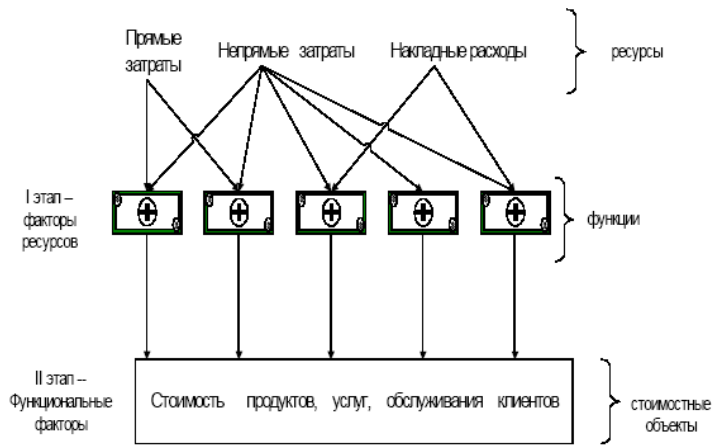 Прямые
затраты
Непрямые затраты
Накладные расходы
ресурсы
I этап –
факторы
ресурсов
функции
II этап –
Функциональные
факторы
Стоимость продуктов, услуг, обслуживания клиентов
стоимостные
объекты